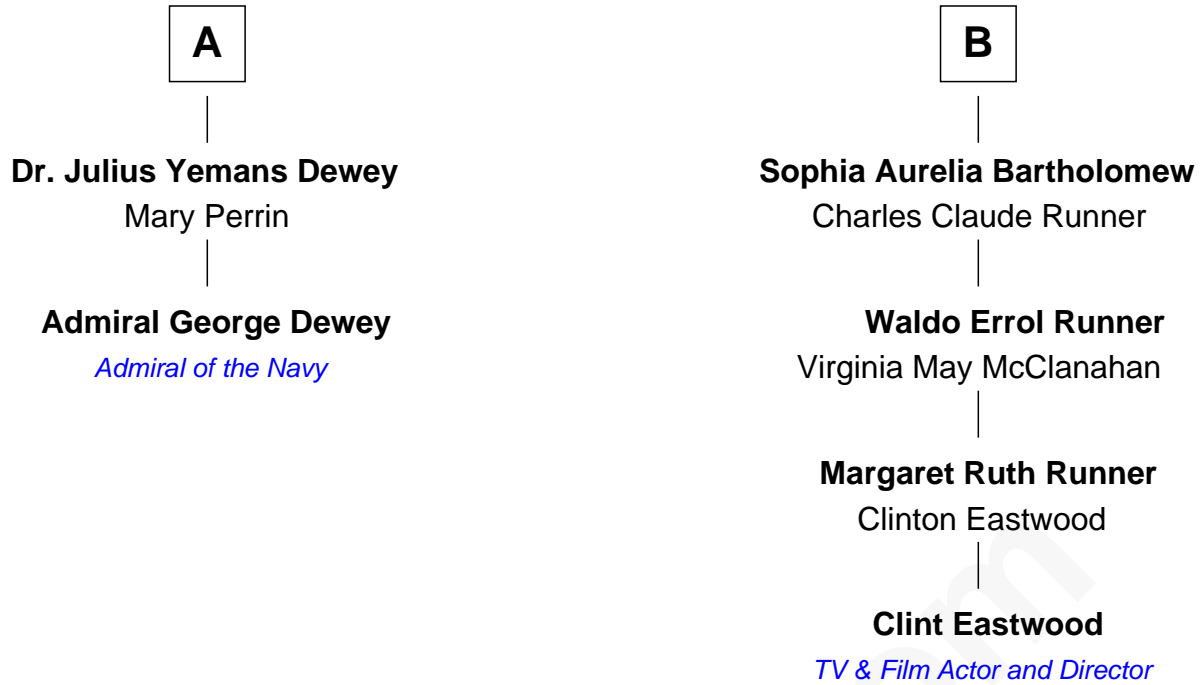 A
Dr. Julius Yemans Dewey
Mary Perrin
Admiral George Dewey
Admiral of the Navy
B
Sophia Aurelia Bartholomew
Charles Claude Runner
Waldo Errol Runner
Virginia May McClanahan
Margaret Ruth Runner
Clinton Eastwood
Clint Eastwood
TV & Film Actor and Director